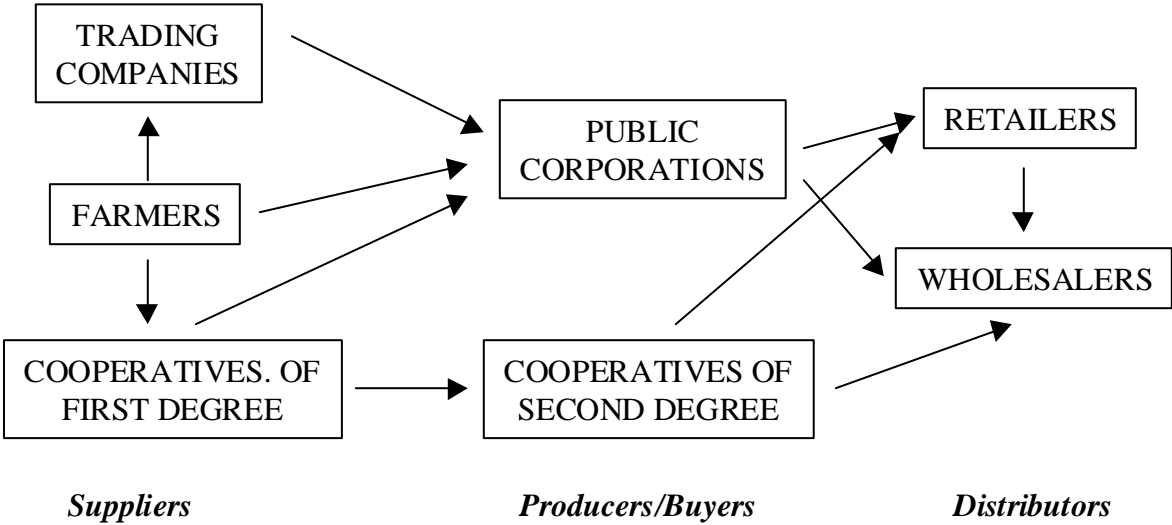 TRADING
COMPANIES
FARMERS
COOPERATIVES. OF
FIRST DEGREE
PUBLIC
CORPORATIONS
COOPERATIVES OF
SECOND DEGREE
RETAILERS
WHOLESALERS
Suppliers
Producers/Buyers
Distributors